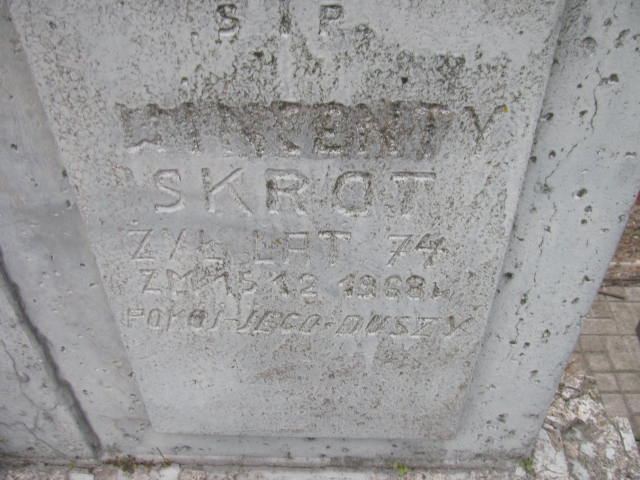 Ś I P.
WINCENTY
SKROT
ŻYŁ LAT 74
ZM 15 12 1968 R
POKÓJ-JEGO-DUSZY